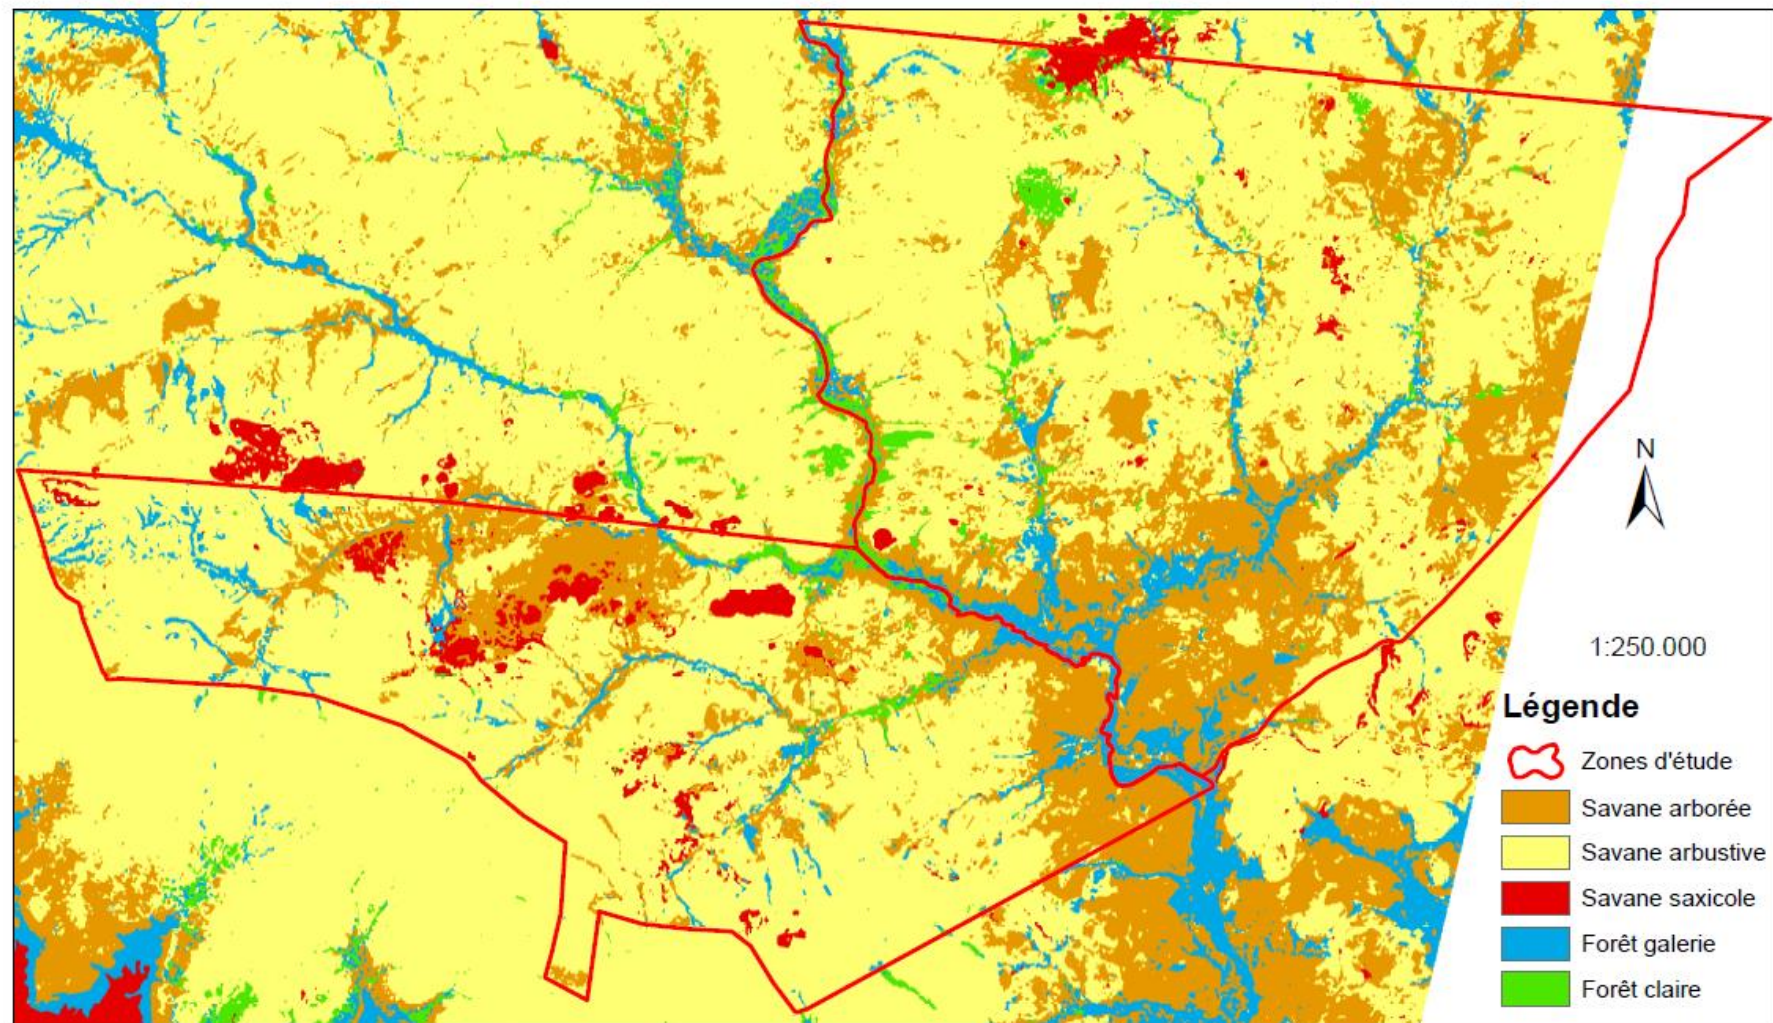 N
1:250.000
Légende
Zones d'étude
Savane arborée
Savane arbustive
Savane saxicole
Forêt galerie
Forêt claire